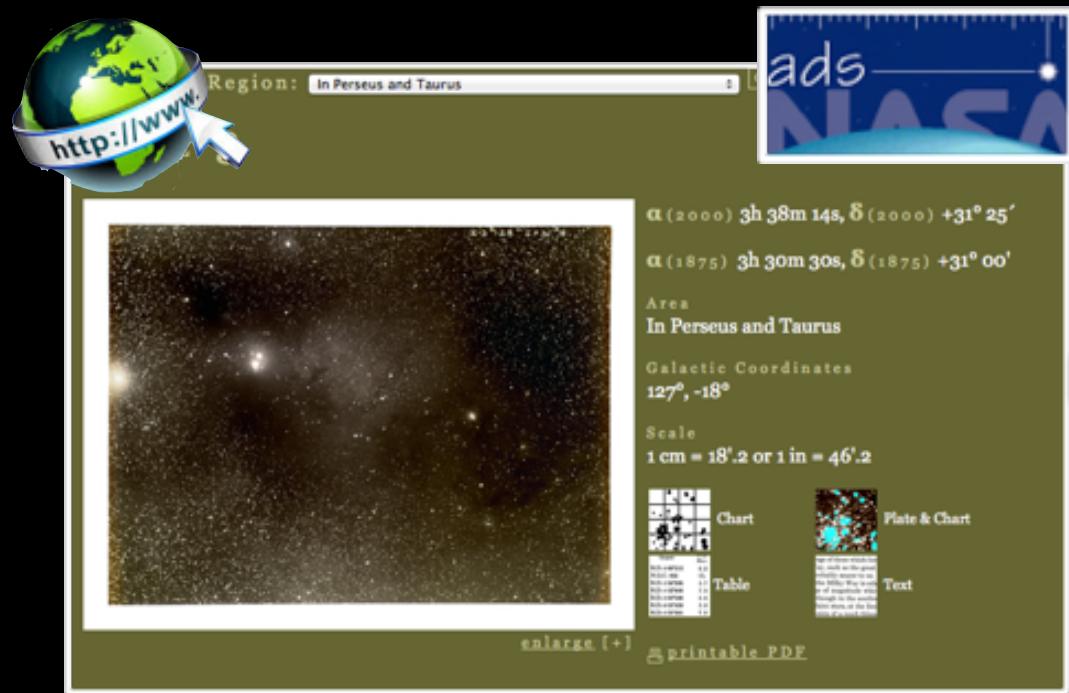 http://www.
Region: In Perseus and Taurus
ads
NASA
α (2000) 3h 38m 14s, δ (2000) +31° 25′
α (1875) 3h 30m 30s, δ (1875) +31° 00'
Area
In Perseus and Taurus
Galactic Coordinates
127°, -18°
Scale
1 cm = 18'.2 or 1 in = 46'.2
Chart
Plate & Chart
Table
Text
enlarge [+]
printable PDF